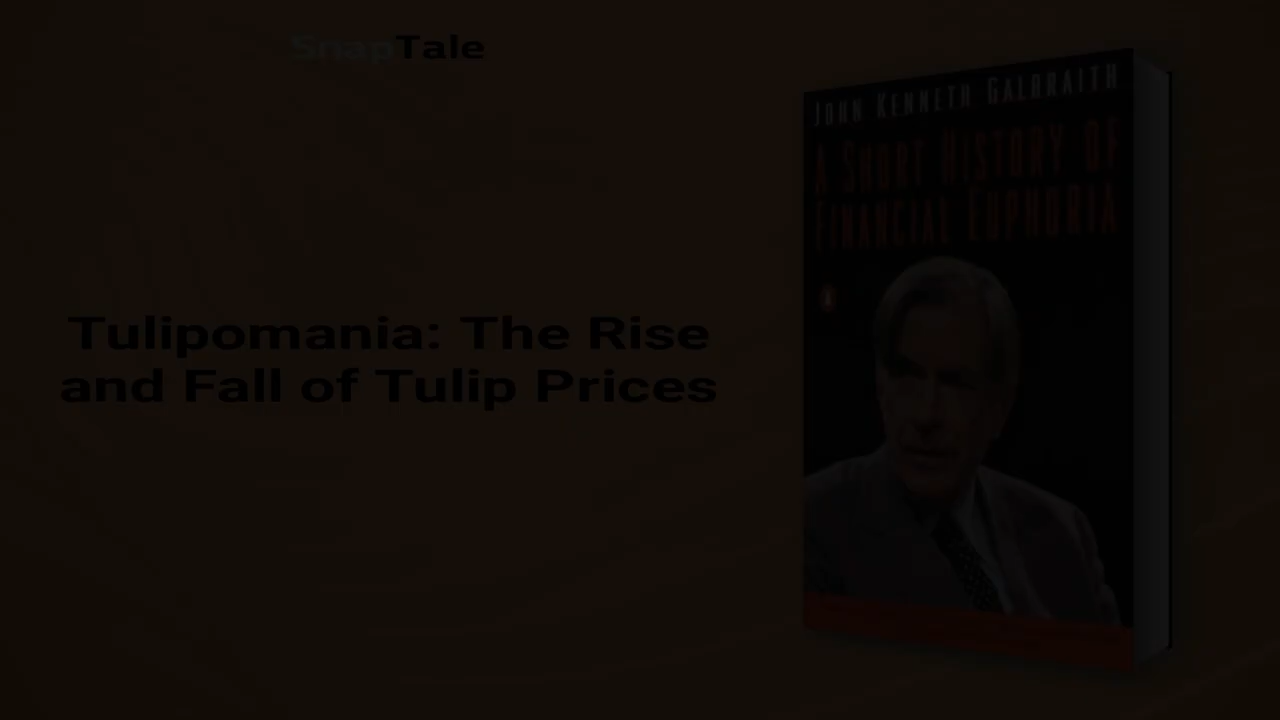 SnapTale
JOHN KENNETH GALBRAITH
A SHORT HISTORY OF
FINANCIAL EUPHORIA
Tulipomania: The Rise
and Fall of Tulip Prices